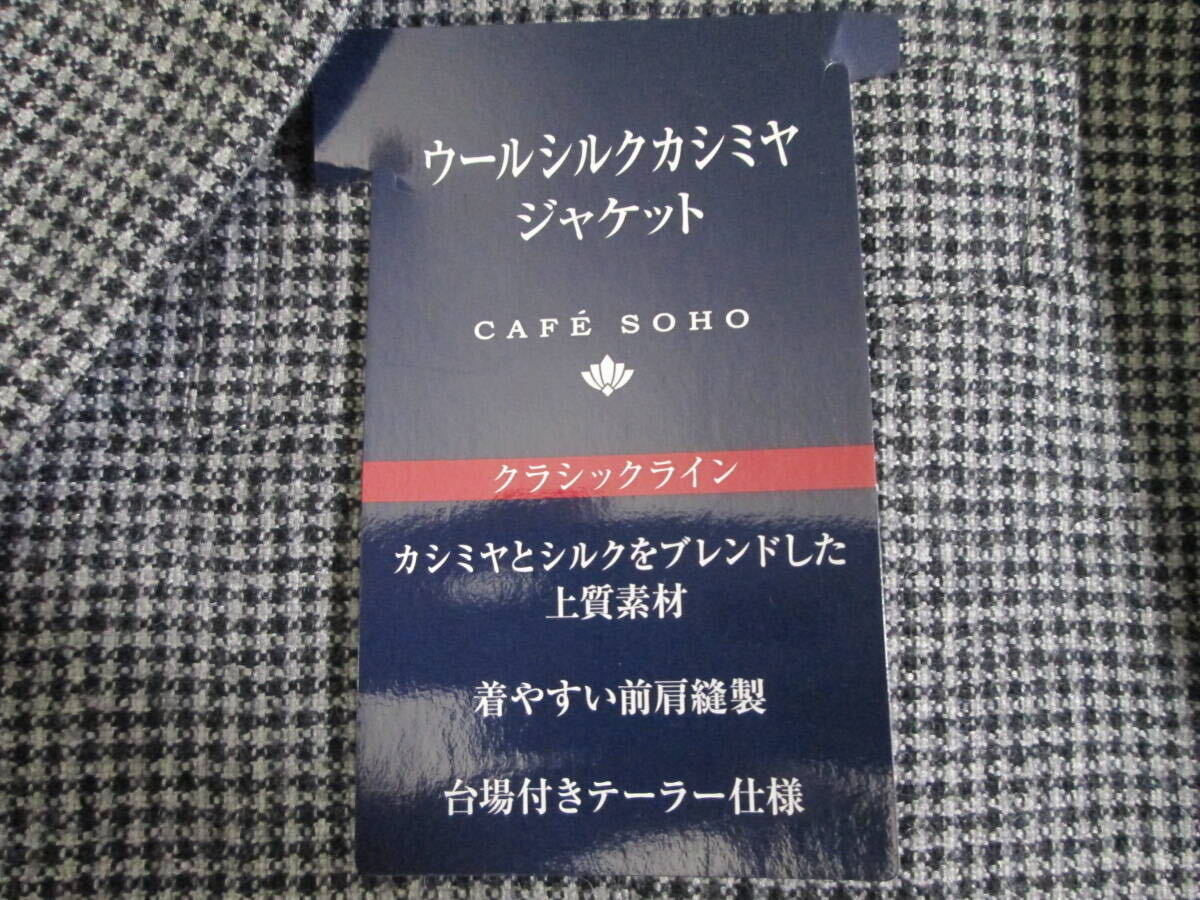 ウールシルクカシミヤ
ジャケット
CAFÉ SOHO
クラシックライン
カシミヤとシルクをブレンドした
上質素材
着やすい前肩縫製
台場付きテーラー仕様